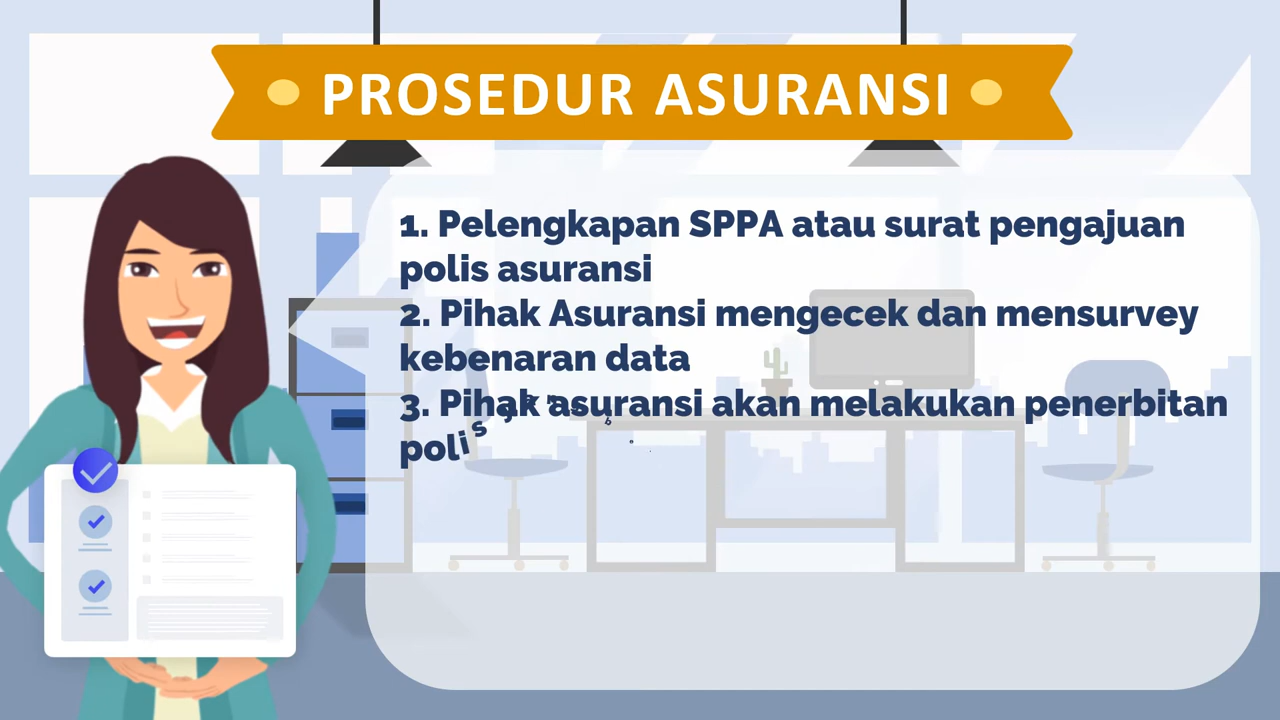 PROSEDUR ASURANSI
1. Pelengkapan SPPA atau surat pengajuan
polis asuransi
2. Pihak Asuransi mengecek dan mensurvey
kebenaran data
3. Pihak asuransi akan melakukan penerbitan
polis